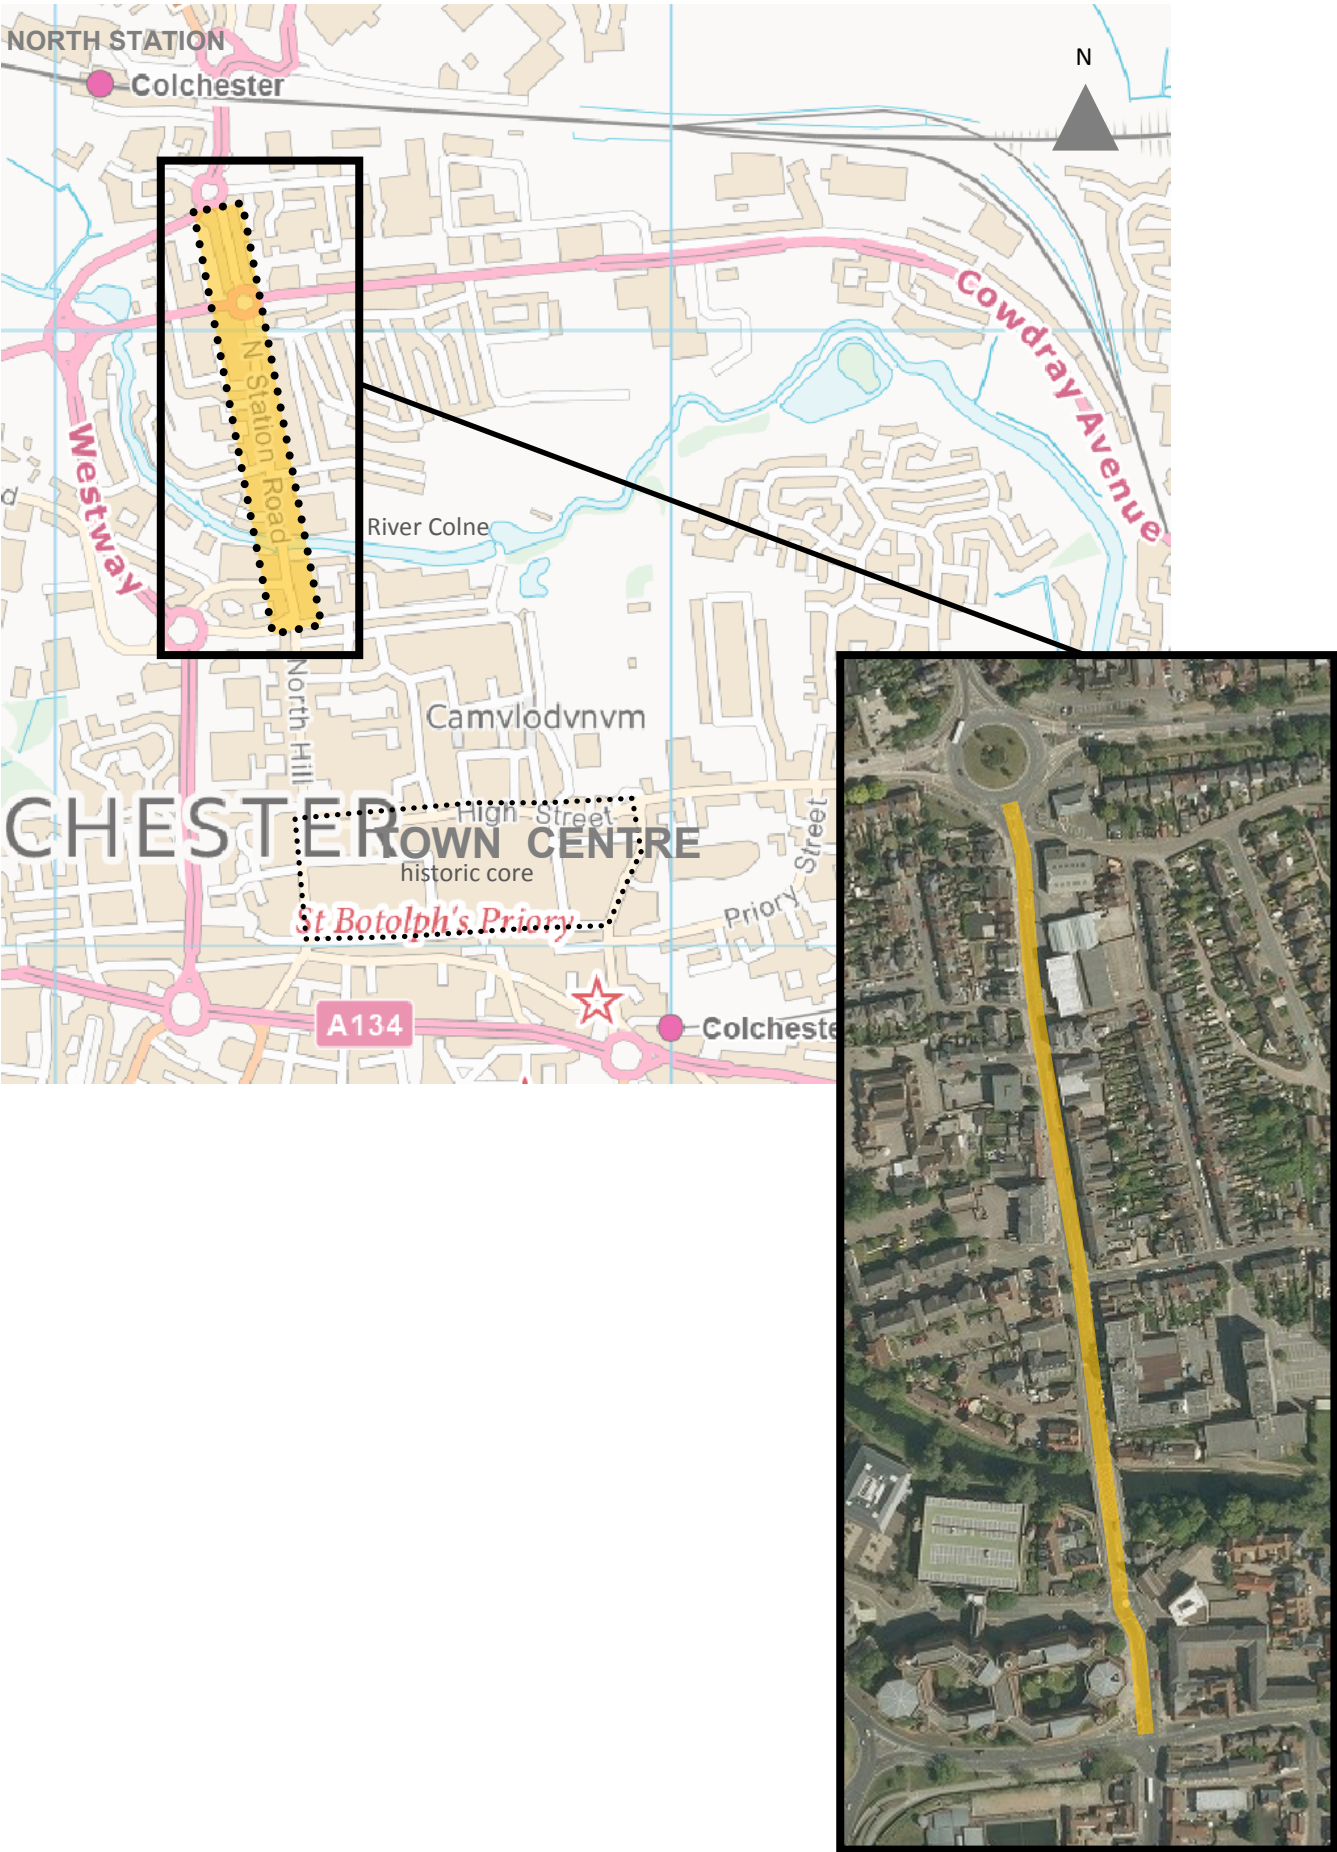 NORTH STATION
Colchester
N
Cowdray Avenue
N Station Road
Westway
d
River Colne
North Hill
Camvlodvnvm
CHESTER
High Street
TOWN CENTRE
historic core
Street
Priory
St Botolph's Priory
A134
Colcheste